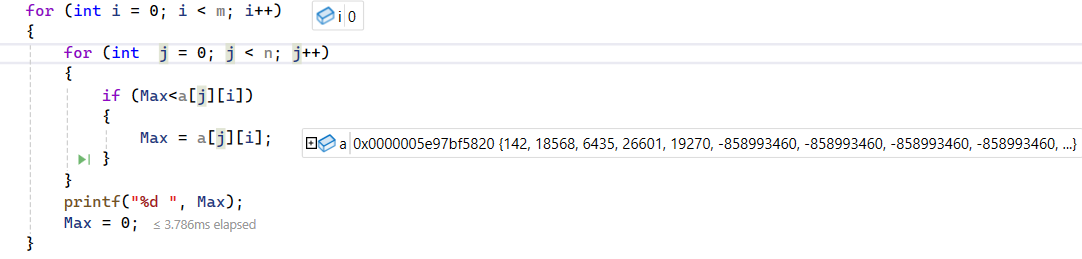 for (int i = 0; i < m; i++) i 0
{
for (int  j = 0; j < n; j++)
{
if (Max<a[j][i])
{
Max = a[j][i]; a 0x0000005e97bf5820 {142, 18568, 6435, 26601, 19270, -858993460, -858993460, -858993460, -858993460, ...}
}
}
printf("%d ", Max);
Max = 0; ≤ 3.786ms elapsed
}